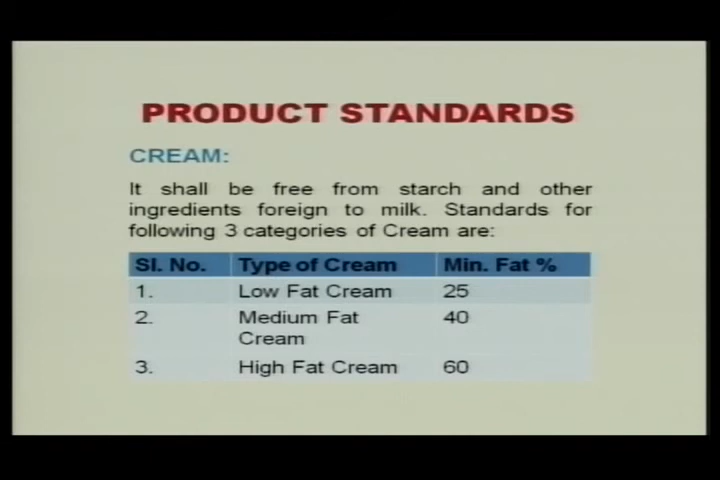 PRODUCT STANDARDS
CREAM:
It shall be free from starch and other
ingredients foreign to milk. Standards for
following 3 categories of Cream are:
Sl. No. Type of Cream Min. Fat %
1. Low Fat Cream 25
2. Medium Fat Cream 40
3. High Fat Cream 60